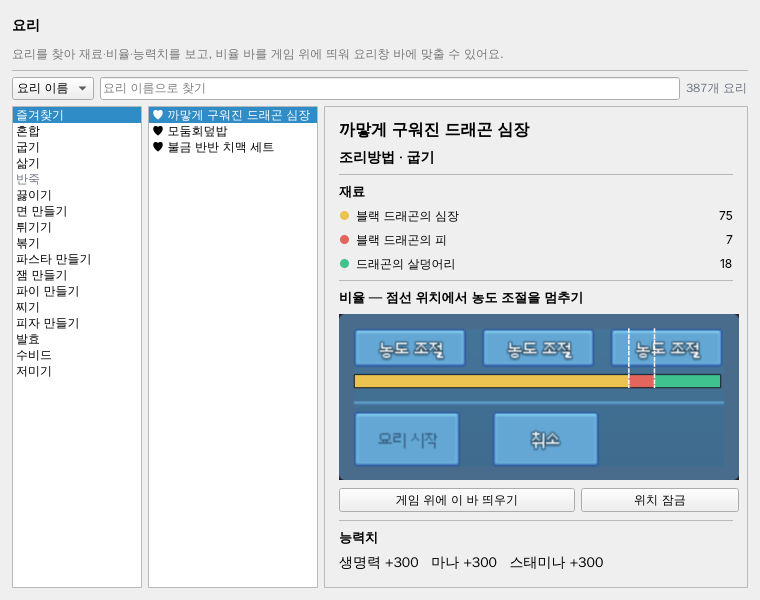 요리
요리를 찾아 재료·비율·능력치를 보고, 비율 바를 게임 위에 띄워 요리창 바에 맞출 수 있어요.
요리 이름
요리 이름으로 찾기
387개 요리
즐겨찾기
혼합
굽기
삶기
반죽
끓이기
면 만들기
튀기기
볶기
파스타 만들기
잼 만들기
파이 만들기
찌기
피자 만들기
발효
수비드
저미기
♥ 까맣게 구워진 드래곤 심장
♥ 모둠회덮밥
♥ 불금 반반 치맥 세트
까맣게 구워진 드래곤 심장
조리방법 · 굽기
재료
블랙 드래곤의 심장 75
블랙 드래곤의 피 7
드래곤의 살덩어리 18
비율 — 점선 위치에서 농도 조절을 멈추기
농도 조절 농도 조절 농도 조절
요리 시작 취소
게임 위에 이 바 띄우기 위치 잠금
능력치
생명력 +300 마나 +300 스태미나 +300